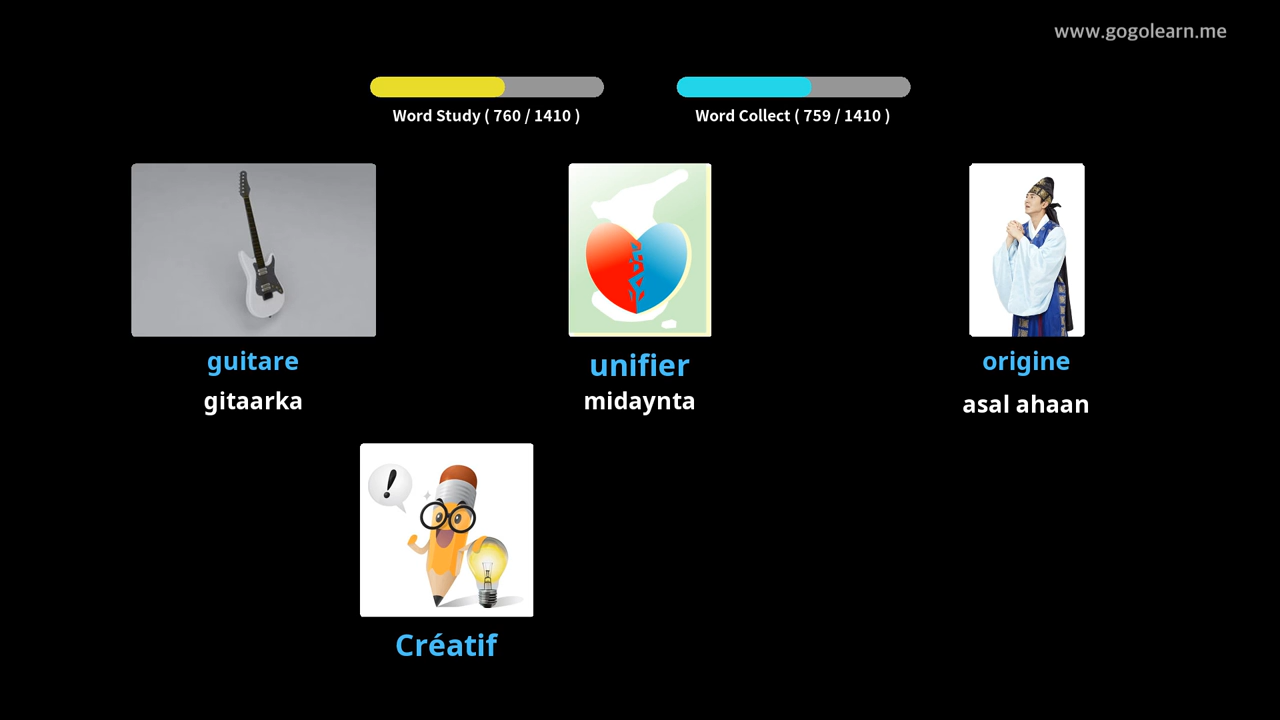 www.gogolearn.me
Word Study ( 760 / 1410 )
Word Collect ( 759 / 1410 )
guitare
unifier
origine
gitaarka
midaynta
asal ahaan
!
Créatif